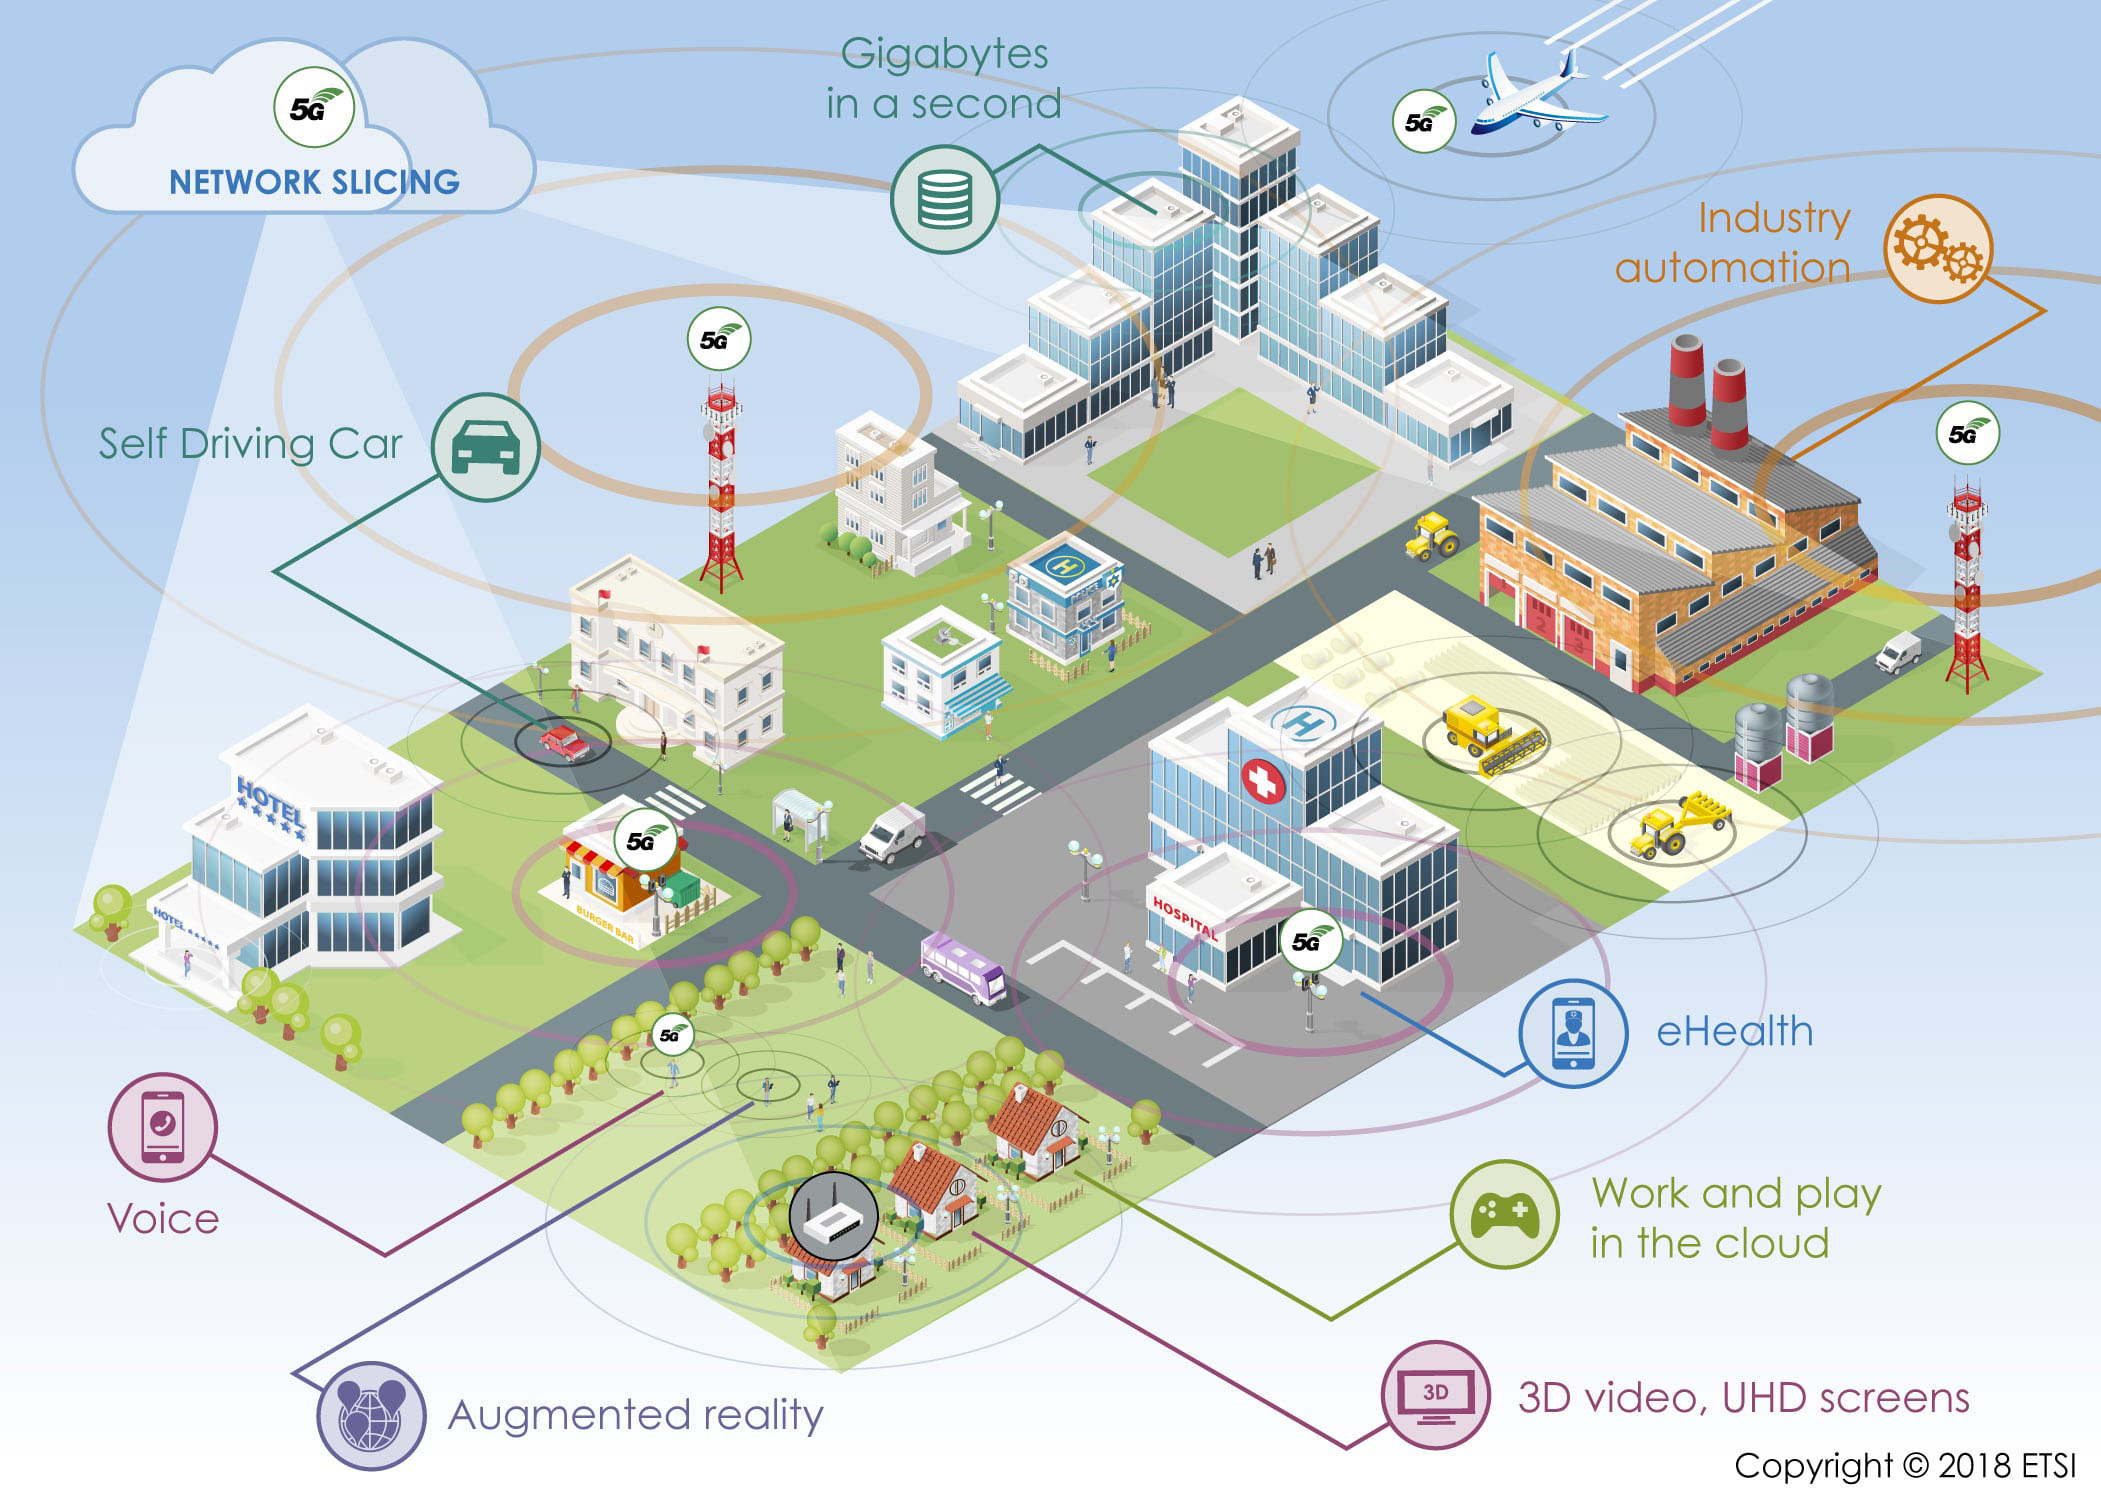 5G
NETWORK SLICING
Gigabytes
in a second
5G
Industry
automation
5G
5G
Self Driving Car
HOTEL
HOTEL
5G
BURGER BAR
H
H
2
3
HOSPITAL
5G
5G
eHealth
Voice
Work and play
in the cloud
Augmented reality
3D
3D video, UHD screens
Copyright © 2018 ETSI